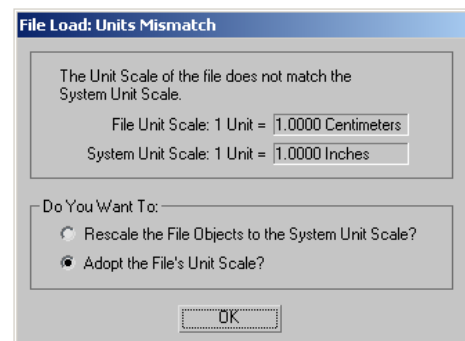 File Load: Units Mismatch
The Unit Scale of the file does not match the
System Unit Scale.
File Unit Scale: 1 Unit = 1.0000 Centimeters
System Unit Scale: 1 Unit = 1.0000 Inches
Do You Want To:
Rescale the File Objects to the System Unit Scale?
Adopt the File's Unit Scale?
OK